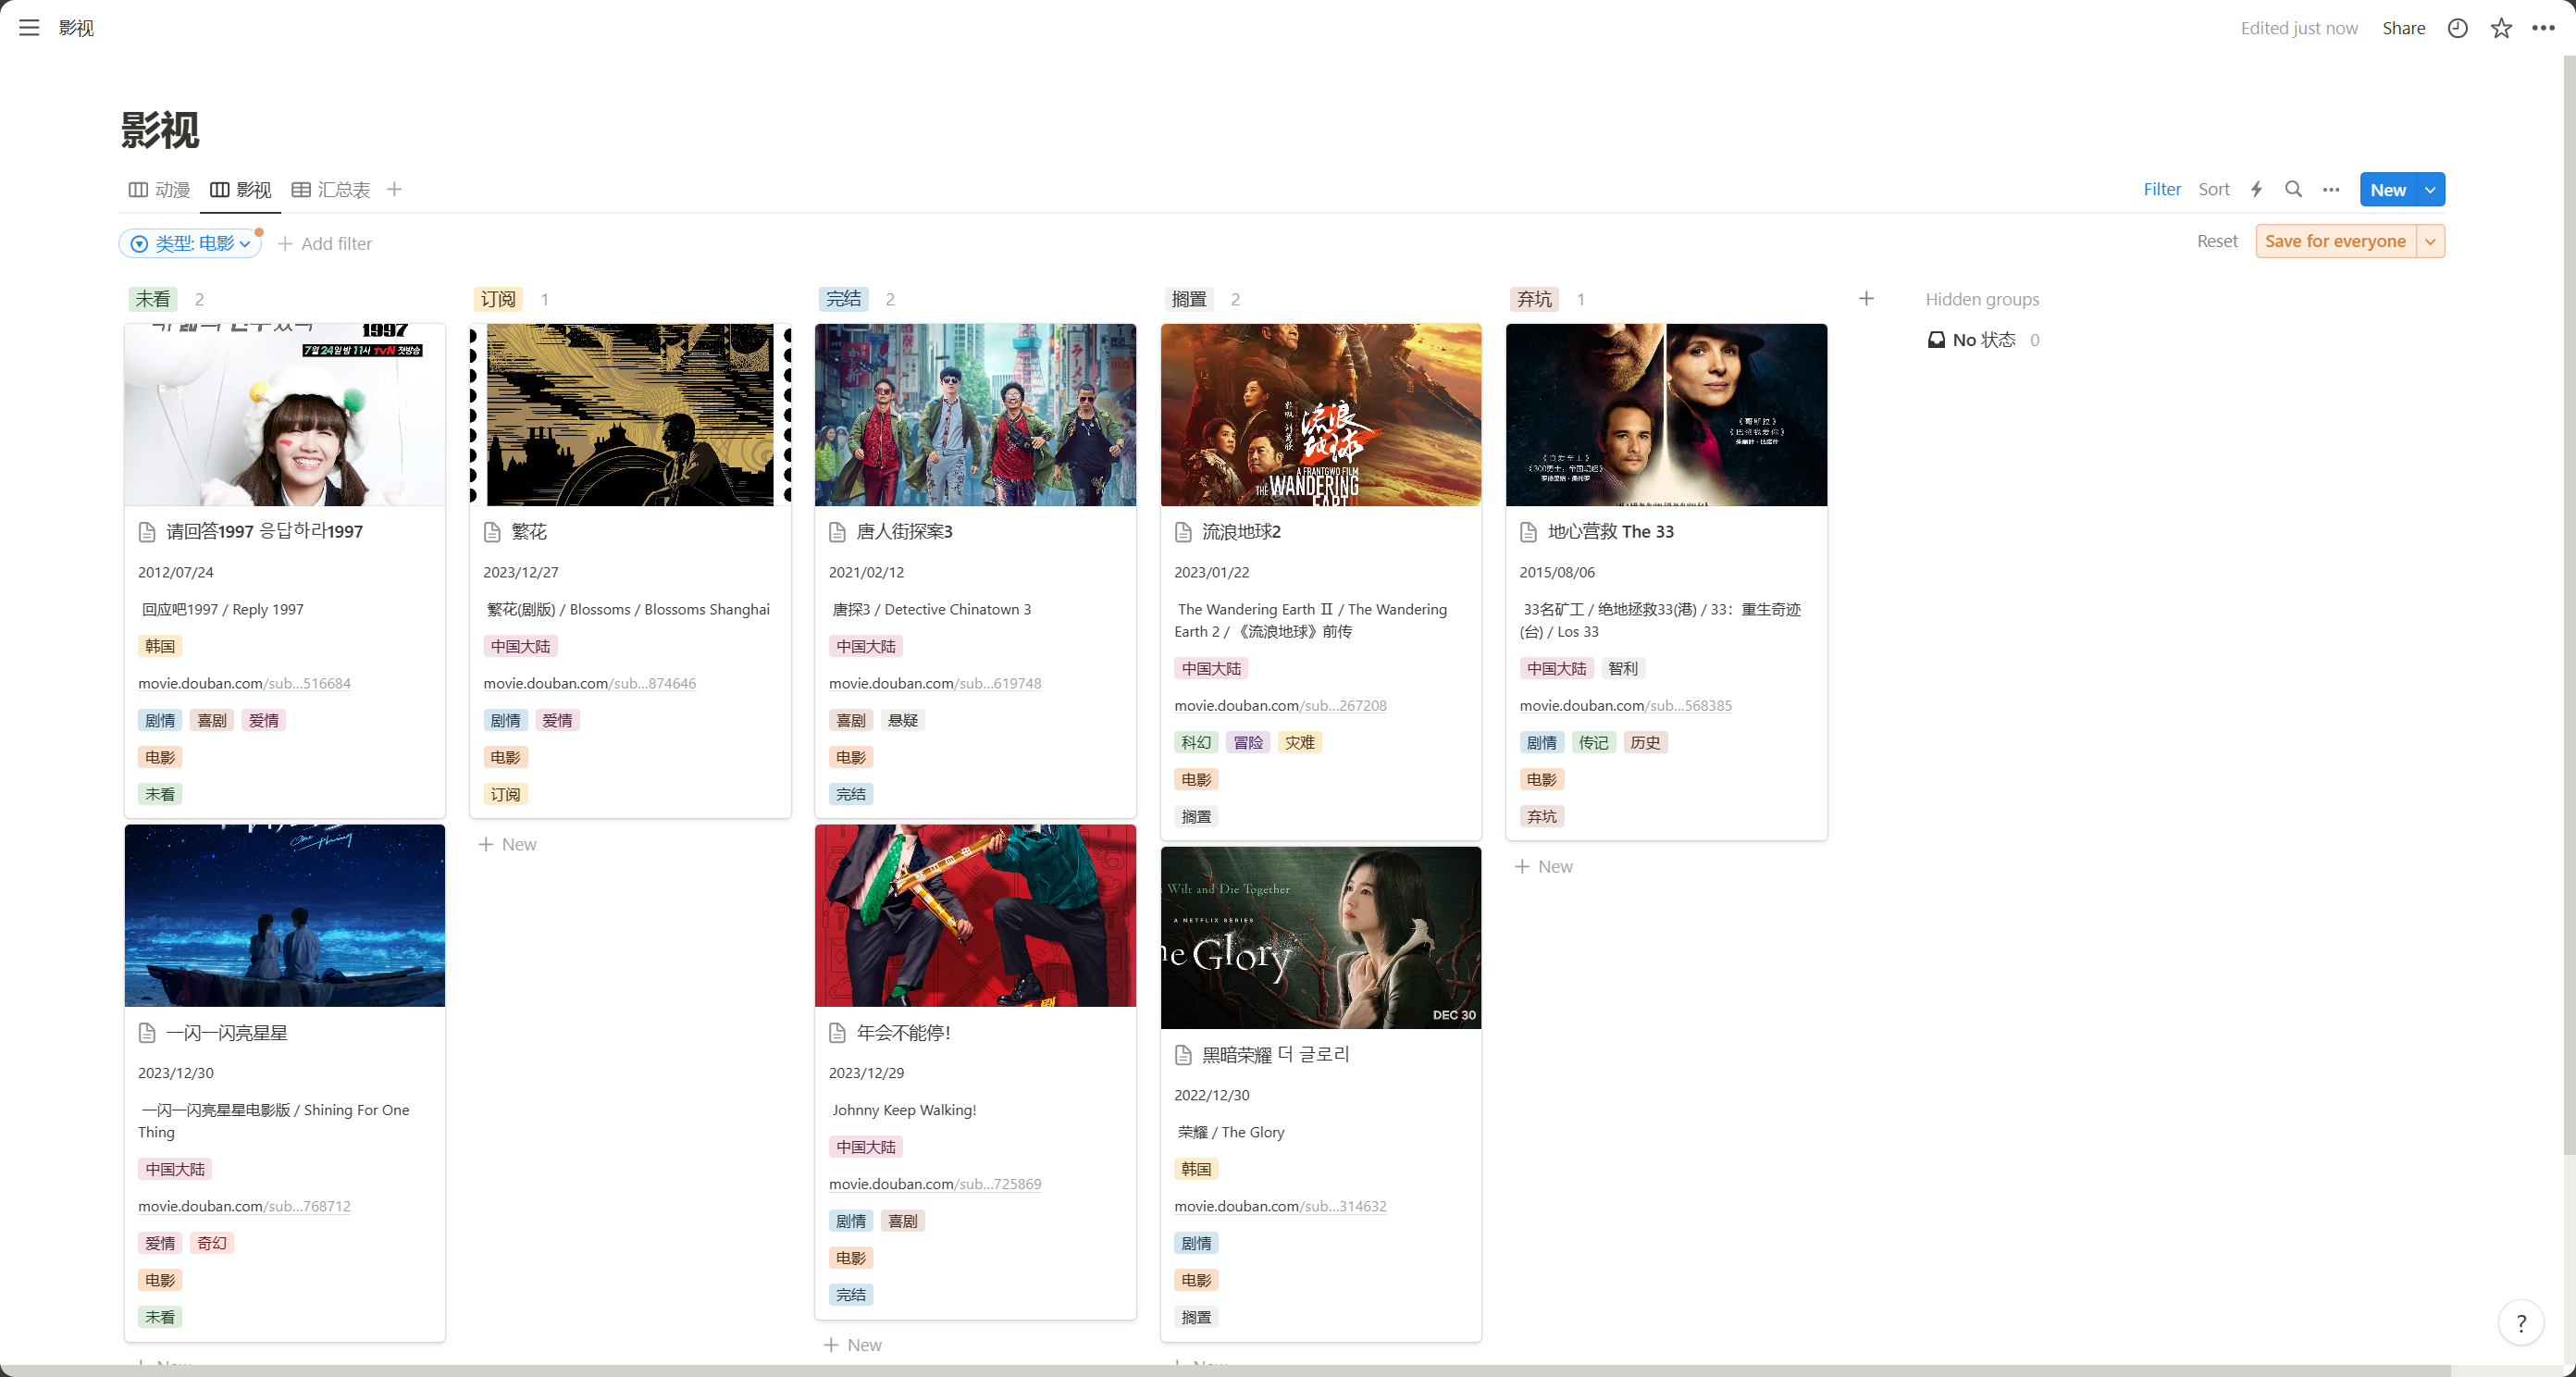 影视
Edited just now
Share
影视
动漫
影视
汇总表
Filter
Sort
New
类型: 电影
Add filter
Reset
Save for everyone
未看 2
1997
7월 24일 밤 11시 tvN 첫방송
请回答1997 응답하라1997
2012/07/24
回应吧1997 / Reply 1997
韩国
movie.douban.com/sub...516684
剧情 喜剧 爱情
电影
未看
One Thing
一闪一闪亮星星
2023/12/30
一闪一闪亮星星电影版 / Shining For One
Thing
中国大陆
movie.douban.com/sub...768712
爱情 奇幻
电影
未看
订阅 1
繁花
2023/12/27
繁花(剧版) / Blossoms / Blossoms Shanghai
中国大陆
movie.douban.com/sub...874646
剧情 爱情
电影
订阅
New
完结 2
唐人街探案3
2021/02/12
唐探3 / Detective Chinatown 3
中国大陆
movie.douban.com/sub...619748
喜剧 悬疑
电影
完结
年会不能停！
2023/12/29
Johnny Keep Walking!
中国大陆
movie.douban.com/sub...725869
剧情 喜剧
电影
完结
New
搁置 2
流浪
地球
A FRANTGWO FILM
THE WANDERING
EARTH II
流浪地球2
2023/01/22
The Wandering Earth Ⅱ / The Wandering
Earth 2 / 《流浪地球》前传
中国大陆
movie.douban.com/sub...267208
科幻 冒险 灾难
电影
搁置
Wilt and Die Together
A NETFLIX SERIES
he Glory
DEC 30
黑暗荣耀 더 글로리
2022/12/30
荣耀 / The Glory
韩国
movie.douban.com/sub...314632
剧情
电影
搁置
弃坑 1
地心营救 The 33
2015/08/06
33名矿工 / 绝地拯救33(港) / 33：重生奇迹
(台) / Los 33
中国大陆 智利
movie.douban.com/sub...568385
剧情 传记 历史
电影
弃坑
New
Hidden groups
No 状态 0
?